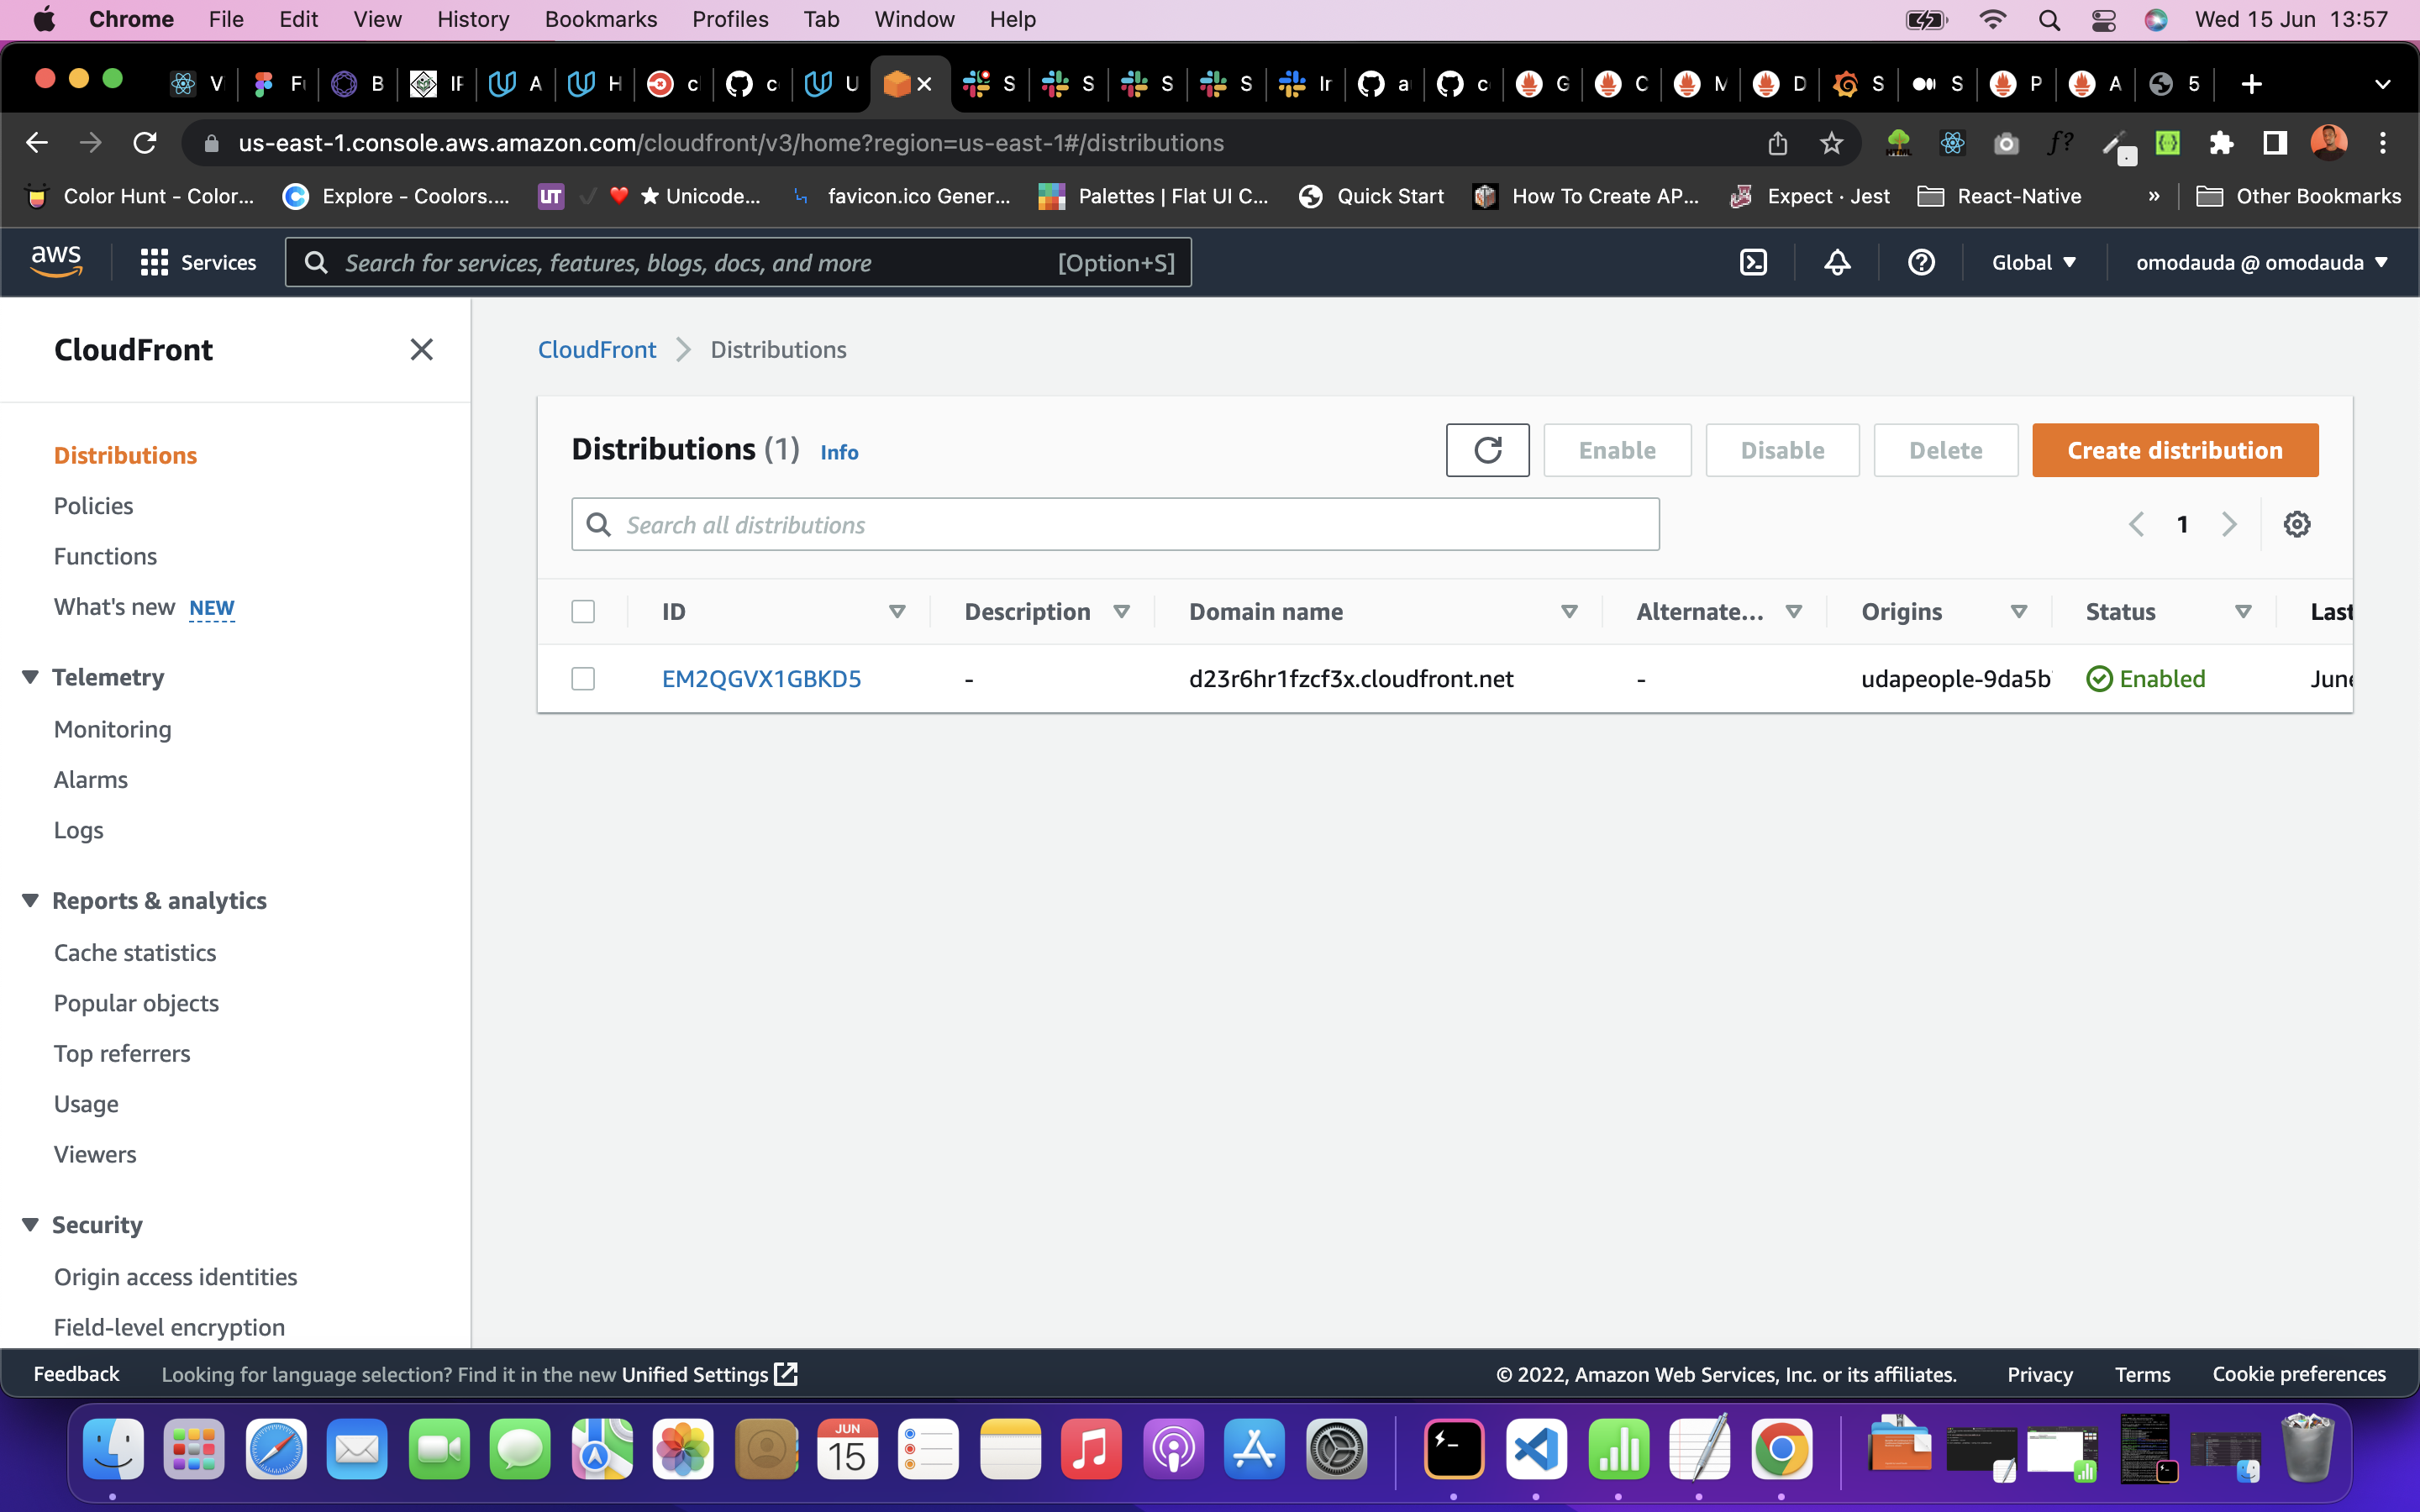 Chrome File Edit View History Bookmarks Profiles Tab Window Help Wed 15 Jun 13:57
V F B IF A H c c U S S S S Ir a c G C M D S S P A 5
us-east-1.console.aws.amazon.com/cloudfront/v3/home?region=us-east-1#/distributions
Color Hunt - Color... Explore - Coolors.... UT ★ Unicode... favicon.ico Gener... Palettes | Flat UI C... Quick Start How To Create AP... Expect · Jest React-Native » Other Bookmarks
aws Services Search for services, features, blogs, docs, and more [Option+S] Global omodauda @ omodauda
CloudFront
CloudFront Distributions
Distributions (1) Info Enable Disable Delete Create distribution
Search all distributions 1
ID Description Domain name Alternate... Origins Status Last
EM2QGVX1GBKD5 - d23r6hr1fzcf3x.cloudfront.net - udapeople-9da5b Enabled June
Distributions
Policies
Functions
What's new NEW
Telemetry
Monitoring
Alarms
Logs
Reports & analytics
Cache statistics
Popular objects
Top referrers
Usage
Viewers
Security
Origin access identities
Field-level encryption
Feedback Looking for language selection? Find it in the new Unified Settings © 2022, Amazon Web Services, Inc. or its affiliates. Privacy Terms Cookie preferences
JUN
15